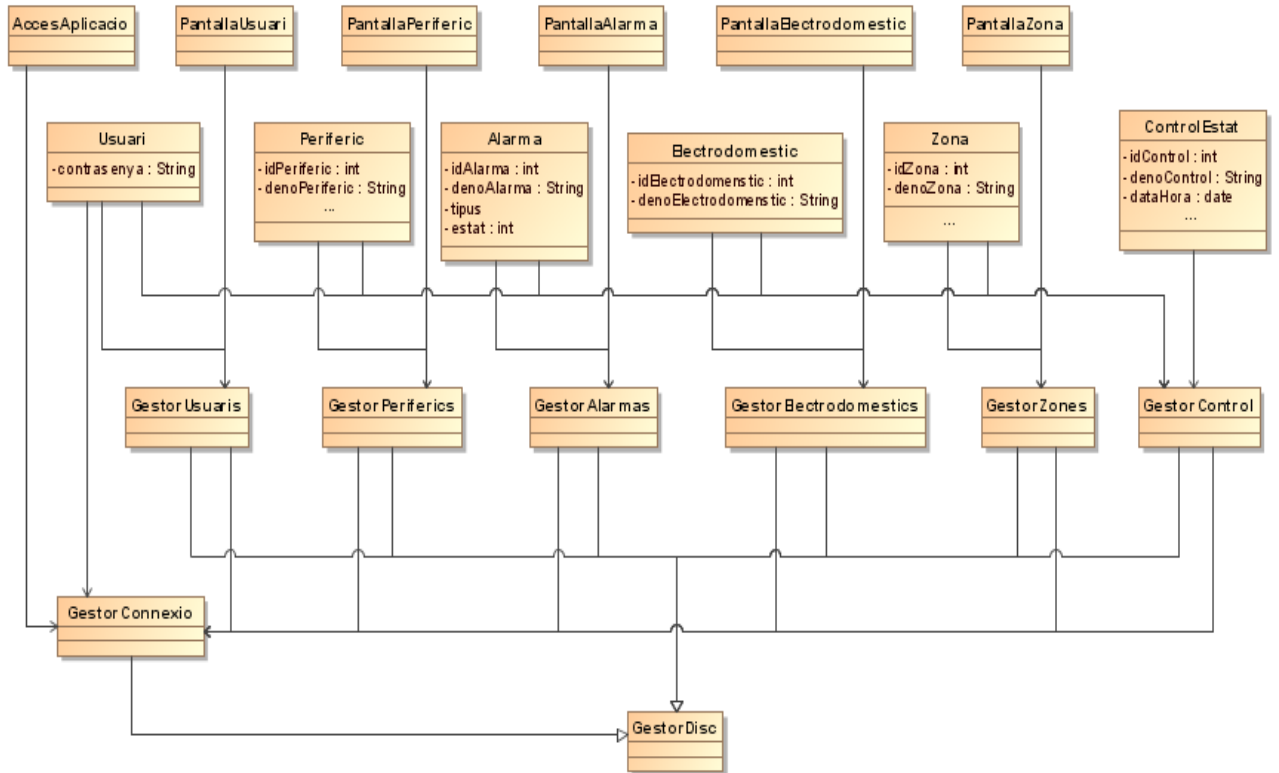 AccesAplicacio
PantallaUsuari
PantallaPeriferic
PantallaAlarma
PantallaElectrodomestic
PantallaZona
Usuari
-contrasenya : String
Periferic
-idPeriferic : int
-denoPeriferic : String
...
Alarma
-idAlarma : int
-denoAlarma : String
-tipus
-estat : int
Electrodomestic
-idElectrodomenstic : int
-denoElectrodomenstic : String
Zona
-idZona : int
-denoZona : String
...
ControlEstat
-idControl : int
-denoControl : String
-dataHora : date
...
GestorUsuaris
GestorPeriferics
GestorAlarmas
GestorElectrodomestics
GestorZones
GestorControl
GestorConnexio
GestorDisc